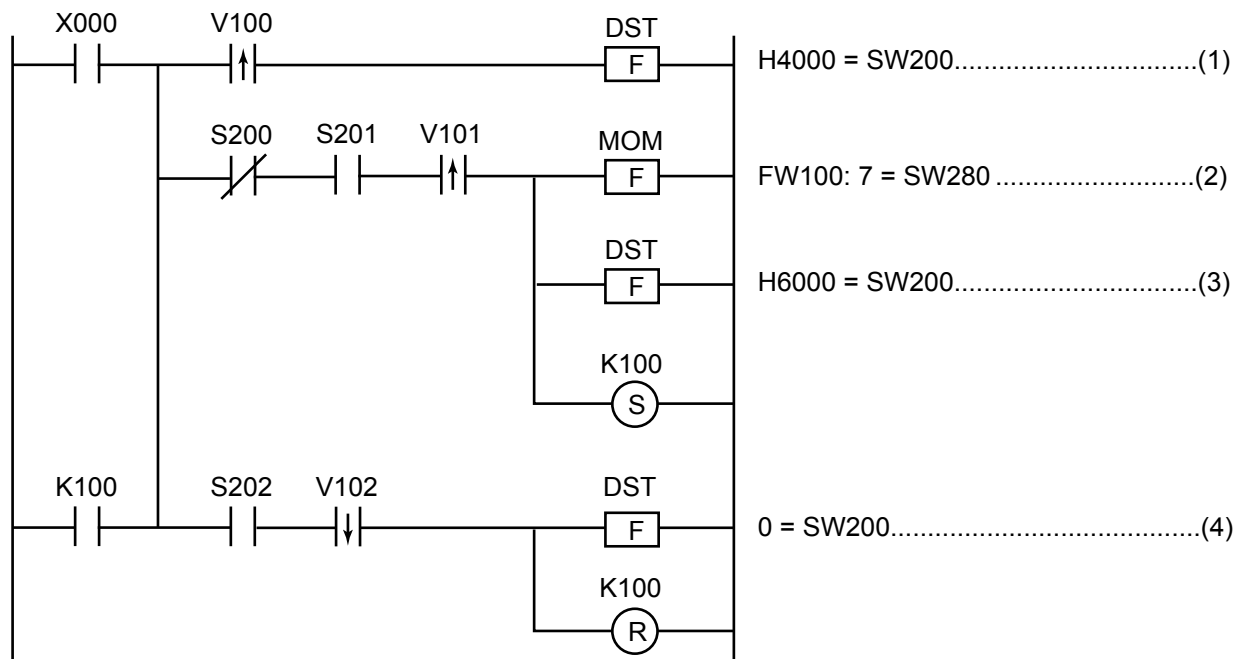 X000 V100 DST
F H4000 = SW200..................................(1)
S200 S201 V101 MOM
F FW100: 7 = SW280 ............................(2)
DST
F H6000 = SW200..................................(3)
K100
S
K100 S202 V102 DST
F 0 = SW200...........................................(4)
K100
R